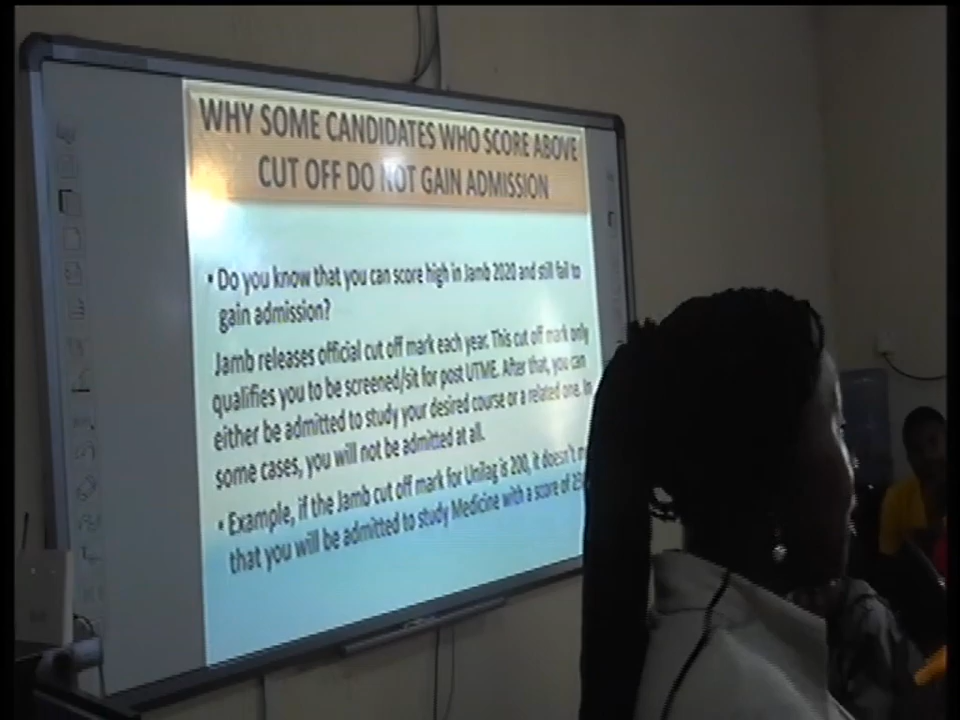 WHY SOME CANDIDATES WHO SCORE ABOVE
CUT OFF DO NOT GAIN ADMISSION
▪ Do you know that you can score high in Jamb 2020 and still fail to
gain admission?
Jamb releases official cut off mark each year. This cut off mark only
qualifies you to be screened/sit for post UTME. After that, you can
either be admitted to study your desired course or a related one. In
some cases, you will not be admitted at all.
▪ Example, if the Jamb cut off mark for Unilag is 200, it doesn't
that you will be admitted to study Medicine with a score of